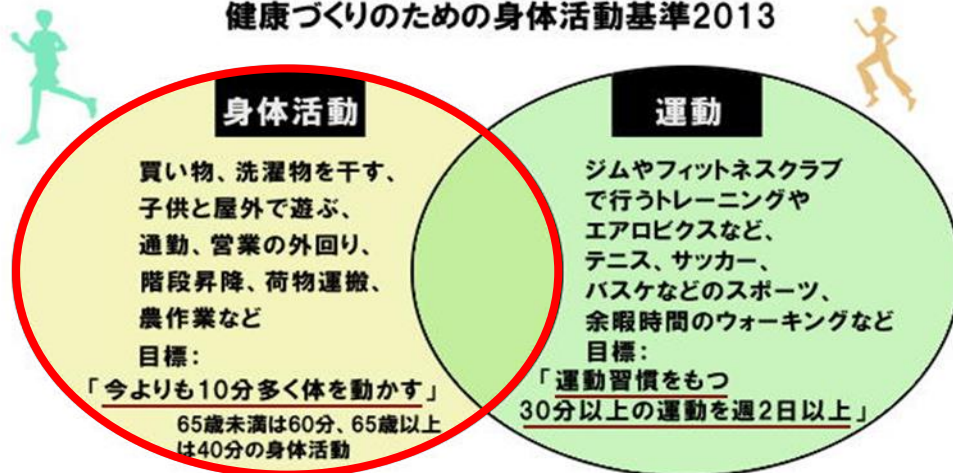 健康づくりのための身体活動基準2013
身体活動
買い物、洗濯物を干す、
子供と屋外で遊ぶ、
通勤、営業の外回り、
階段昇降、荷物運搬、
農作業など
目標：
「今よりも10分多く体を動かす」
65歳未満は60分、65歳以上
は40分の身体活動
運動
ジムやフィットネスクラブ
で行うトレーニングや
エアロビクスなど、
テニス、サッカー、
バスケなどのスポーツ、
余暇時間のウォーキングなど
目標：
「運動習慣をもつ
30分以上の運動を週2日以上」